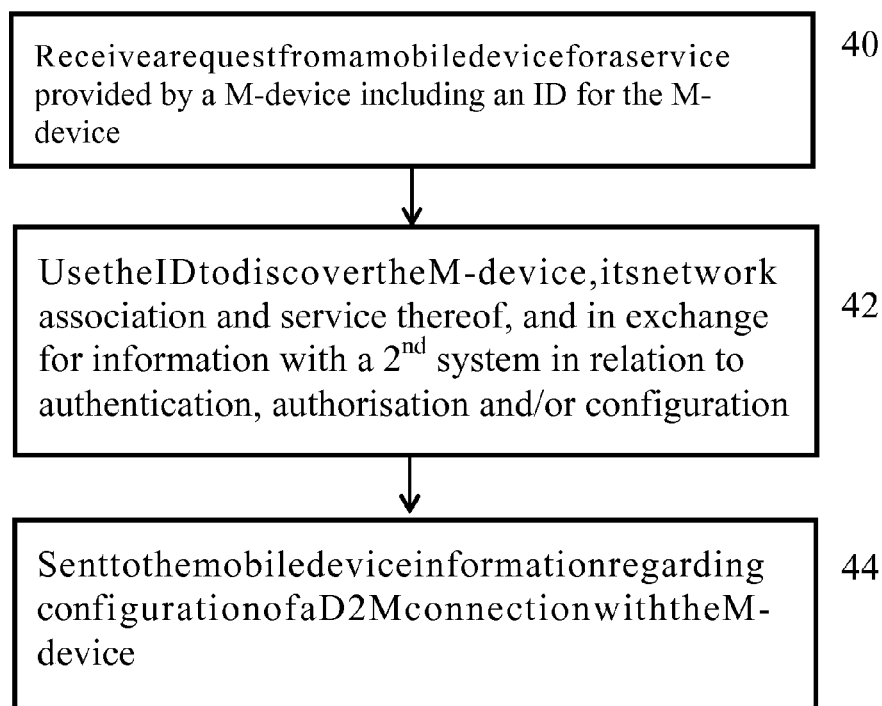 Receivearequestfromamobiledeviceforaservice
provided by a M-device including an ID for the M-
device
40
UsetheIDtodiscovertheM-device,itsnetwork
association and service thereof, and in exchange
for information with a 2nd system in relation to
authentication, authorisation and/or configuration
42
Senttothemobiledeviceinformationregarding
configurationofaD2MconnectionwiththeM-
device
44